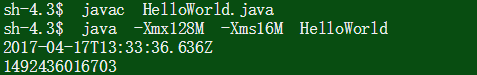 sh-4.3$ javac HelloWorld.java
sh-4.3$ java -Xmx128M -Xms16M HelloWorld
2017-04-17T13:33:36.636Z
1492436016703